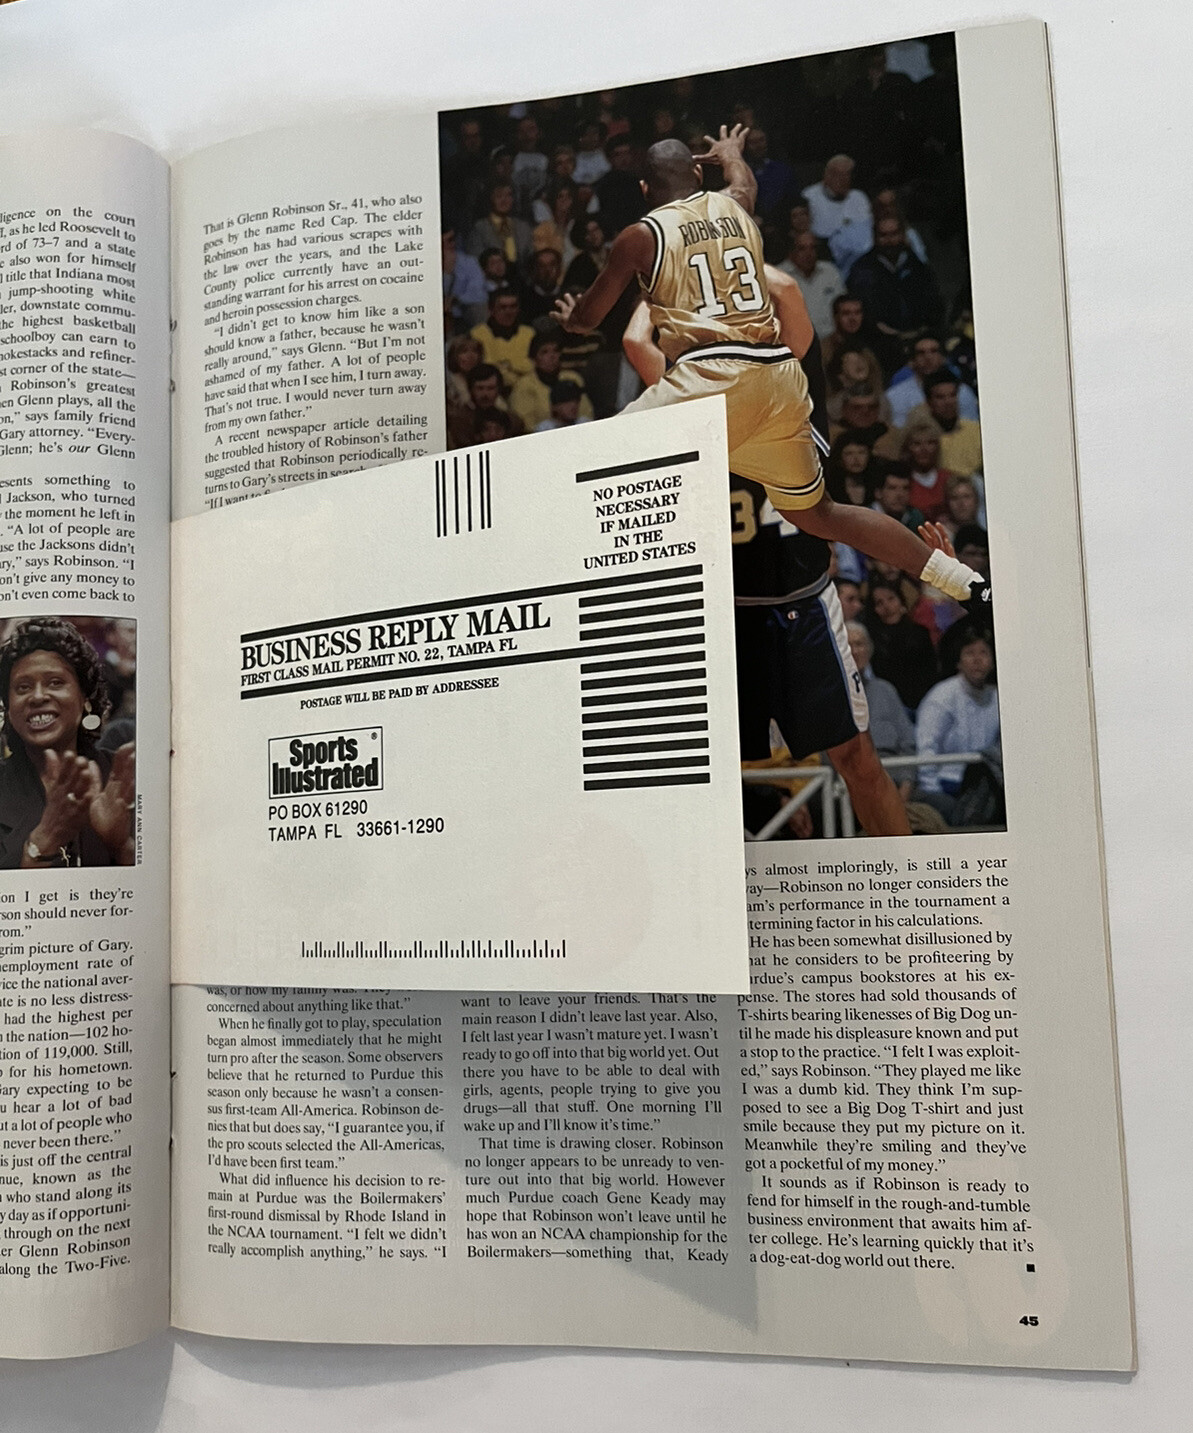 ligence on the court
f, as he led Roosevelt to
rd of 73–7 and a state
e also won for himself
l title that Indiana most
jump-shooting white
ler, downstate commu-
he highest basketball
schoolboy can earn to
nokestacks and refiner-
st corner of the state—
Robinson's greatest
en Glenn plays, all the
on," says family friend
Gary attorney. "Every-
Glenn; he's our Glenn
esents something to
Jackson, who turned
the moment he left in
. "A lot of people are
use the Jacksons didn't
ry," says Robinson. "I
on't give any money to
on't even come back to
MARY ANN CARTER
on I get is they're
rson should never for-
rom."
grim picture of Gary.
nemployment rate of
vice the national aver-
ate is no less distress-
had the highest per
n the nation—102 ho-
tion of 119,000. Still,
p for his hometown.
Gary expecting to be
u hear a lot of bad
ut a lot of people who
never been there."
is just off the central
nue, known as the
who stand along its
y day as if opportuni-
through on the next
er Glenn Robinson
along the Two-Five.
That is Glenn Robinson Sr., 41, who also
goes by the name Red Cap. The elder
Robinson has had various scrapes with
the law over the years, and the Lake
County police currently have an out-
standing warrant for his arrest on cocaine
and heroin possession charges.
"I didn't get to know him like a son
should know a father, because he wasn't
really around," says Glenn. "But I'm not
ashamed of my father. A lot of people
have said that when I see him, I turn away.
That's not true. I would never turn away
from my own father."
A recent newspaper article detailing
the troubled history of Robinson's father
suggested that Robinson periodically re-
turns to Gary's streets in search
"If I want to
ROBINSON
13
34
P
NO POSTAGE
NECESSARY
IF MAILED
IN THE
UNITED STATES
BUSINESS REPLY MAIL
FIRST CLASS MAIL PERMIT NO. 22, TAMPA FL
POSTAGE WILL BE PAID BY ADDRESSEE
Sports ®
Illustrated
PO BOX 61290
TAMPA FL 33661-1290
was, or how my family was. They
concerned about anything like that."
When he finally got to play, speculation
began almost immediately that he might
turn pro after the season. Some observers
believe that he returned to Purdue this
season only because he wasn't a consen-
sus first-team All-America. Robinson de-
nies that but does say, "I guarantee you, if
the pro scouts selected the All-Americas,
I'd have been first team."
What did influence his decision to re-
main at Purdue was the Boilermakers'
first-round dismissal by Rhode Island in
the NCAA tournament. "I felt we didn't
really accomplish anything," he says. "I
want to leave your friends. That's the
main reason I didn't leave last year. Also,
I felt last year I wasn't mature yet. I wasn't
ready to go off into that big world yet. Out
there you have to be able to deal with
girls, agents, people trying to give you
drugs—all that stuff. One morning I'll
wake up and I'll know it's time."
That time is drawing closer. Robinson
no longer appears to be unready to ven-
ture out into that big world. However
much Purdue coach Gene Keady may
hope that Robinson won't leave until he
has won an NCAA championship for the
Boilermakers—something that, Keady
ys almost imploringly, is still a year
ay—Robinson no longer considers the
am's performance in the tournament a
termining factor in his calculations.
He has been somewhat disillusioned by
hat he considers to be profiteering by
urdue's campus bookstores at his ex-
pense. The stores had sold thousands of
T-shirts bearing likenesses of Big Dog un-
til he made his displeasure known and put
a stop to the practice. "I felt I was exploit-
ed," says Robinson. "They played me like
I was a dumb kid. They think I'm sup-
posed to see a Big Dog T-shirt and just
smile because they put my picture on it.
Meanwhile they're smiling and they've
got a pocketful of my money."
It sounds as if Robinson is ready to
fend for himself in the rough-and-tumble
business environment that awaits him af-
ter college. He's learning quickly that it's
a dog-eat-dog world out there.
45